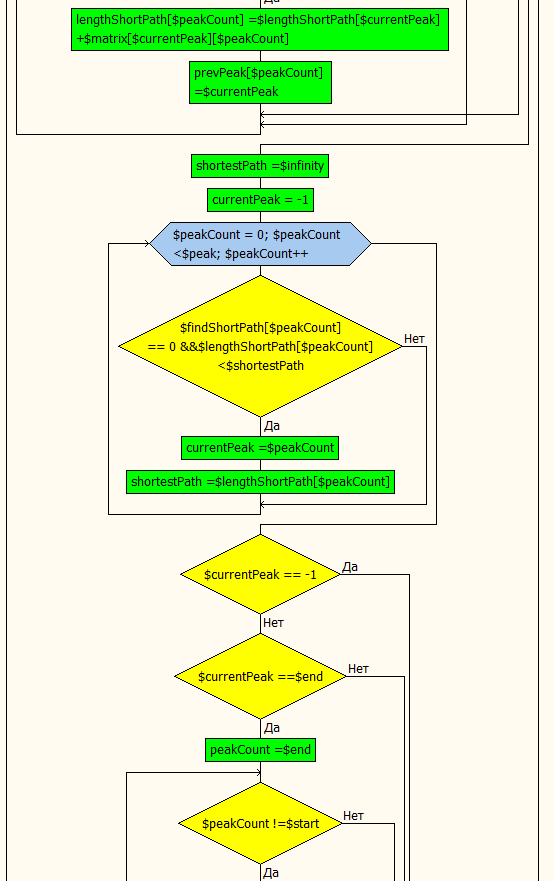 Да
lengthShortPath[$peakCount] =$lengthShortPath[$currentPeak]
+$matrix[$currentPeak][$peakCount]
prevPeak[$peakCount]
=$currentPeak
shortestPath =$infinity
currentPeak = -1
$peakCount = 0; $peakCount
<$peak; $peakCount++
$findShortPath[$peakCount]
== 0 &&$lengthShortPath[$peakCount]
<$shortestPath
Нет
Да
currentPeak =$peakCount
shortestPath =$lengthShortPath[$peakCount]
$currentPeak == -1
Да
Нет
$currentPeak ==$end
Нет
Да
peakCount =$end
$peakCount !=$start
Нет
Да